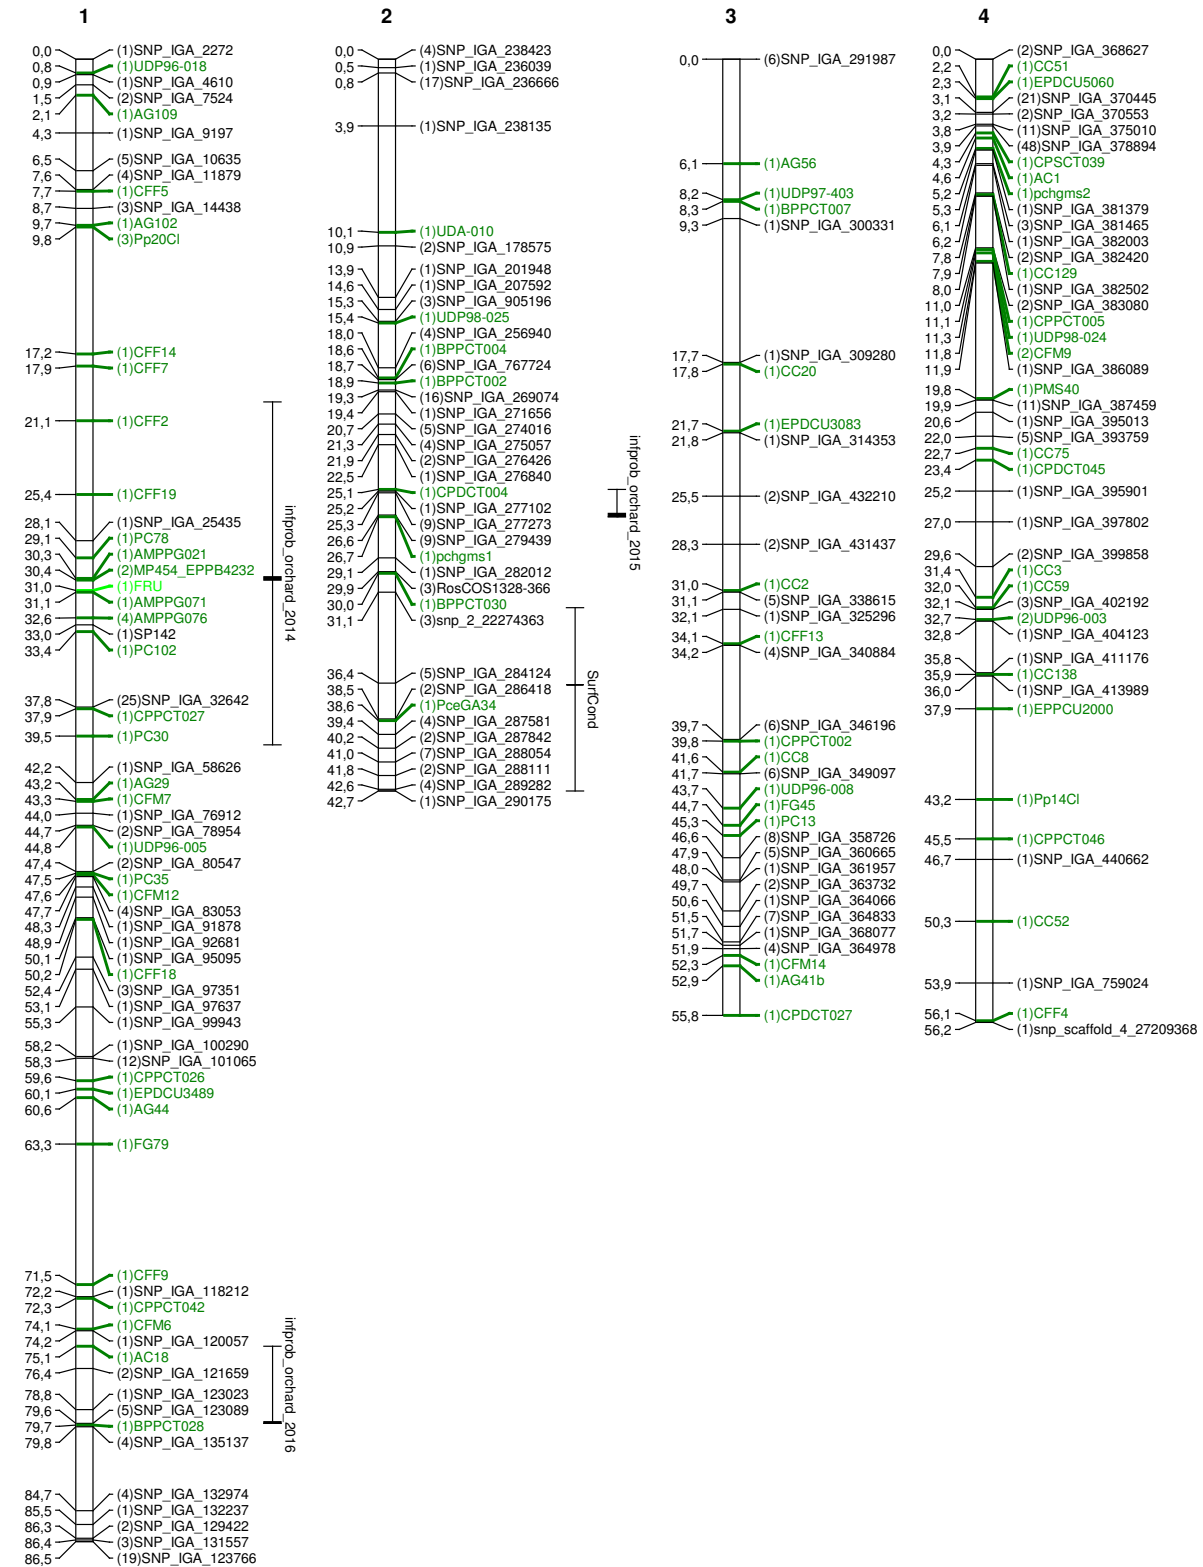 1
0,0 (1)SNP_IGA_2272
0,8 (1)UDP96-018
0,9 (1)SNP_IGA_4610
1,5 (2)SNP_IGA_7524
2,1 (1)AG109
4,3 (1)SNP_IGA_9197
6,5 (5)SNP_IGA_10635
7,6 (4)SNP_IGA_11879
7,7 (1)CFF5
8,7 (3)SNP_IGA_14438
9,7 (1)AG102
9,8 (3)Pp20Cl
17,2 (1)CFF14
17,9 (1)CFF7
21,1 (1)CFF2
25,4 (1)CFF19
28,1 (1)SNP_IGA_25435
29,1 (1)PC78
30,3 (1)AMPPG021
30,4 (2)MP454_EPPB4232
31,0 (1)FRU
31,1 (1)AMPPG071
32,6 (4)AMPPG076
33,0 (1)SP142
33,4 (1)PC102
37,8 (25)SNP_IGA_32642
37,9 (1)CPPCT027
39,5 (1)PC30
42,2 (1)SNP_IGA_58626
43,2 (1)AG29
43,3 (1)CFM7
44,0 (1)SNP_IGA_76912
44,7 (2)SNP_IGA_78954
44,8 (1)UDP96-005
47,4 (2)SNP_IGA_80547
47,5 (1)PC35
47,6 (1)CFM12
47,7 (4)SNP_IGA_83053
48,3 (1)SNP_IGA_91878
48,9 (1)SNP_IGA_92681
50,1 (1)SNP_IGA_95095
50,2 (1)CFF18
52,4 (3)SNP_IGA_97351
53,1 (1)SNP_IGA_97637
55,3 (1)SNP_IGA_99943
58,2 (1)SNP_IGA_100290
58,3 (12)SNP_IGA_101065
59,6 (1)CPPCT026
60,1 (1)EPDCU3489
60,6 (1)AG44
63,3 (1)FG79
71,5 (1)CFF9
72,2 (1)SNP_IGA_118212
72,3 (1)CPPCT042
74,1 (1)CFM6
74,2 (1)SNP_IGA_120057
75,1 (1)AC18
76,4 (2)SNP_IGA_121659
78,8 (1)SNP_IGA_123023
79,6 (5)SNP_IGA_123089
79,7 (1)BPPCT028
79,8 (4)SNP_IGA_135137
84,7 (4)SNP_IGA_132974
85,5 (1)SNP_IGA_132237
86,3 (2)SNP_IGA_129422
86,4 (3)SNP_IGA_131557
86,5 (19)SNP_IGA_123766
infprob_orchard_2014
infprob_orchard_2016
2
0,0 (4)SNP_IGA_238423
0,5 (1)SNP_IGA_236039
0,8 (17)SNP_IGA_236666
3,9 (1)SNP_IGA_238135
10,1 (1)UDA-010
10,9 (2)SNP_IGA_178575
13,9 (1)SNP_IGA_201948
14,6 (1)SNP_IGA_207592
15,3 (3)SNP_IGA_905196
15,4 (1)UDP98-025
18,0 (4)SNP_IGA_256940
18,6 (1)BPPCT004
18,7 (6)SNP_IGA_767724
18,9 (1)BPPCT002
19,3 (16)SNP_IGA_269074
19,4 (1)SNP_IGA_271656
20,7 (5)SNP_IGA_274016
21,3 (4)SNP_IGA_275057
21,9 (2)SNP_IGA_276426
22,5 (1)SNP_IGA_276840
25,1 (1)CPDCT004
25,2 (1)SNP_IGA_277102
25,3 (9)SNP_IGA_277273
26,6 (9)SNP_IGA_279439
26,7 (1)pchgms1
29,1 (1)SNP_IGA_282012
29,9 (3)RosCOS1328-366
30,0 (1)BPPCT030
31,1 (3)snp_2_22274363
36,4 (5)SNP_IGA_284124
38,5 (2)SNP_IGA_286418
38,6 (1)PceGA34
39,4 (4)SNP_IGA_287581
40,2 (2)SNP_IGA_287842
41,0 (7)SNP_IGA_288054
41,8 (2)SNP_IGA_288111
42,6 (4)SNP_IGA_289282
42,7 (1)SNP_IGA_290175
infprob_orchard_2015
SurfCond
3
0,0 (6)SNP_IGA_291987
6,1 (1)AG56
8,2 (1)UDP97-403
8,3 (1)BPPCT007
9,3 (1)SNP_IGA_300331
17,7 (1)SNP_IGA_309280
17,8 (1)CC20
21,7 (1)EPDCU3083
21,8 (1)SNP_IGA_314353
25,5 (2)SNP_IGA_432210
28,3 (2)SNP_IGA_431437
31,0 (1)CC2
31,1 (5)SNP_IGA_338615
32,1 (1)SNP_IGA_325296
34,1 (1)CFF13
34,2 (4)SNP_IGA_340884
39,7 (6)SNP_IGA_346196
39,8 (1)CPPCT002
41,6 (1)CC8
41,7 (6)SNP_IGA_349097
43,7 (1)UDP96-008
44,7 (1)FG45
45,3 (1)PC13
46,6 (8)SNP_IGA_358726
47,9 (5)SNP_IGA_360665
48,0 (1)SNP_IGA_361957
49,7 (2)SNP_IGA_363732
50,6 (1)SNP_IGA_364066
51,5 (7)SNP_IGA_364833
51,7 (1)SNP_IGA_368077
51,9 (4)SNP_IGA_364978
52,3 (1)CFM14
52,9 (1)AG41b
55,8 (1)CPDCT027
4
0,0 (2)SNP_IGA_368627
2,2 (1)CC51
2,3 (1)EPDCU5060
3,1 (21)SNP_IGA_370445
3,2 (2)SNP_IGA_370553
3,8 (11)SNP_IGA_375010
3,9 (48)SNP_IGA_378894
4,3 (1)CPSCT039
4,6 (1)AC1
5,2 (1)pchgms2
5,3 (1)SNP_IGA_381379
6,1 (3)SNP_IGA_381465
6,2 (1)SNP_IGA_382003
7,8 (2)SNP_IGA_382420
7,9 (1)CC129
8,0 (1)SNP_IGA_382502
11,0 (2)SNP_IGA_383080
11,1 (1)CPPCT005
11,3 (1)UDP98-024
11,8 (2)CFM9
11,9 (1)SNP_IGA_386089
19,8 (1)PMS40
19,9 (11)SNP_IGA_387459
20,6 (1)SNP_IGA_395013
22,0 (5)SNP_IGA_393759
22,7 (1)CC75
23,4 (1)CPDCT045
25,2 (1)SNP_IGA_395901
27,0 (1)SNP_IGA_397802
29,6 (2)SNP_IGA_399858
31,4 (1)CC3
32,0 (1)CC59
32,1 (3)SNP_IGA_402192
32,7 (2)UDP96-003
32,8 (1)SNP_IGA_404123
35,8 (1)SNP_IGA_411176
35,9 (1)CC138
36,0 (1)SNP_IGA_413989
37,9 (1)EPPCU2000
43,2 (1)Pp14Cl
45,5 (1)CPPCT046
46,7 (1)SNP_IGA_440662
50,3 (1)CC52
53,9 (1)SNP_IGA_759024
56,1 (1)CFF4
56,2 (1)snp_scaffold_4_27209368